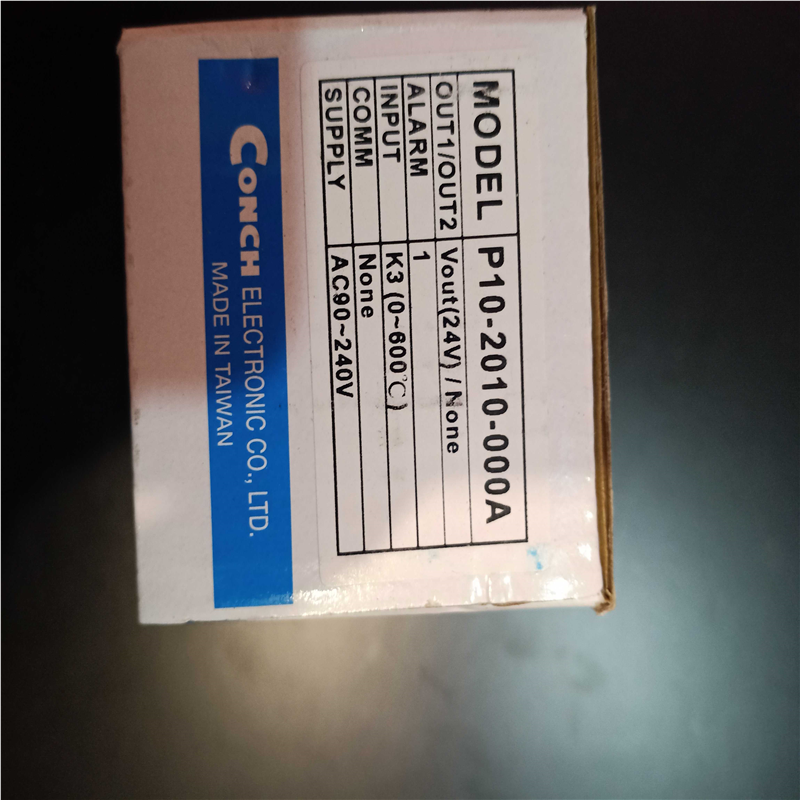 MODEL P10-2010-000A
OUT1/OUT2 Vout(24V) / None
ALARM 1
INPUT K3 (0~600℃)
COMM None
SUPPLY AC90~240V
CONCH ELECTRONIC CO., LTD.
MADE IN TAIWAN